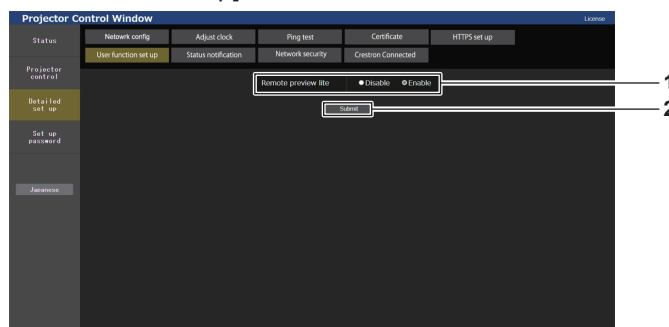 Projector Control Window License
Status Netowrk config Adjust clock Ping test Certificate HTTPS set up
User function set up Status notification Network security Crestron Connected
Projector
control
Remote preview lite Disable Enable 1
Detailed
set up
Submit 2
Set up
password
Japanese